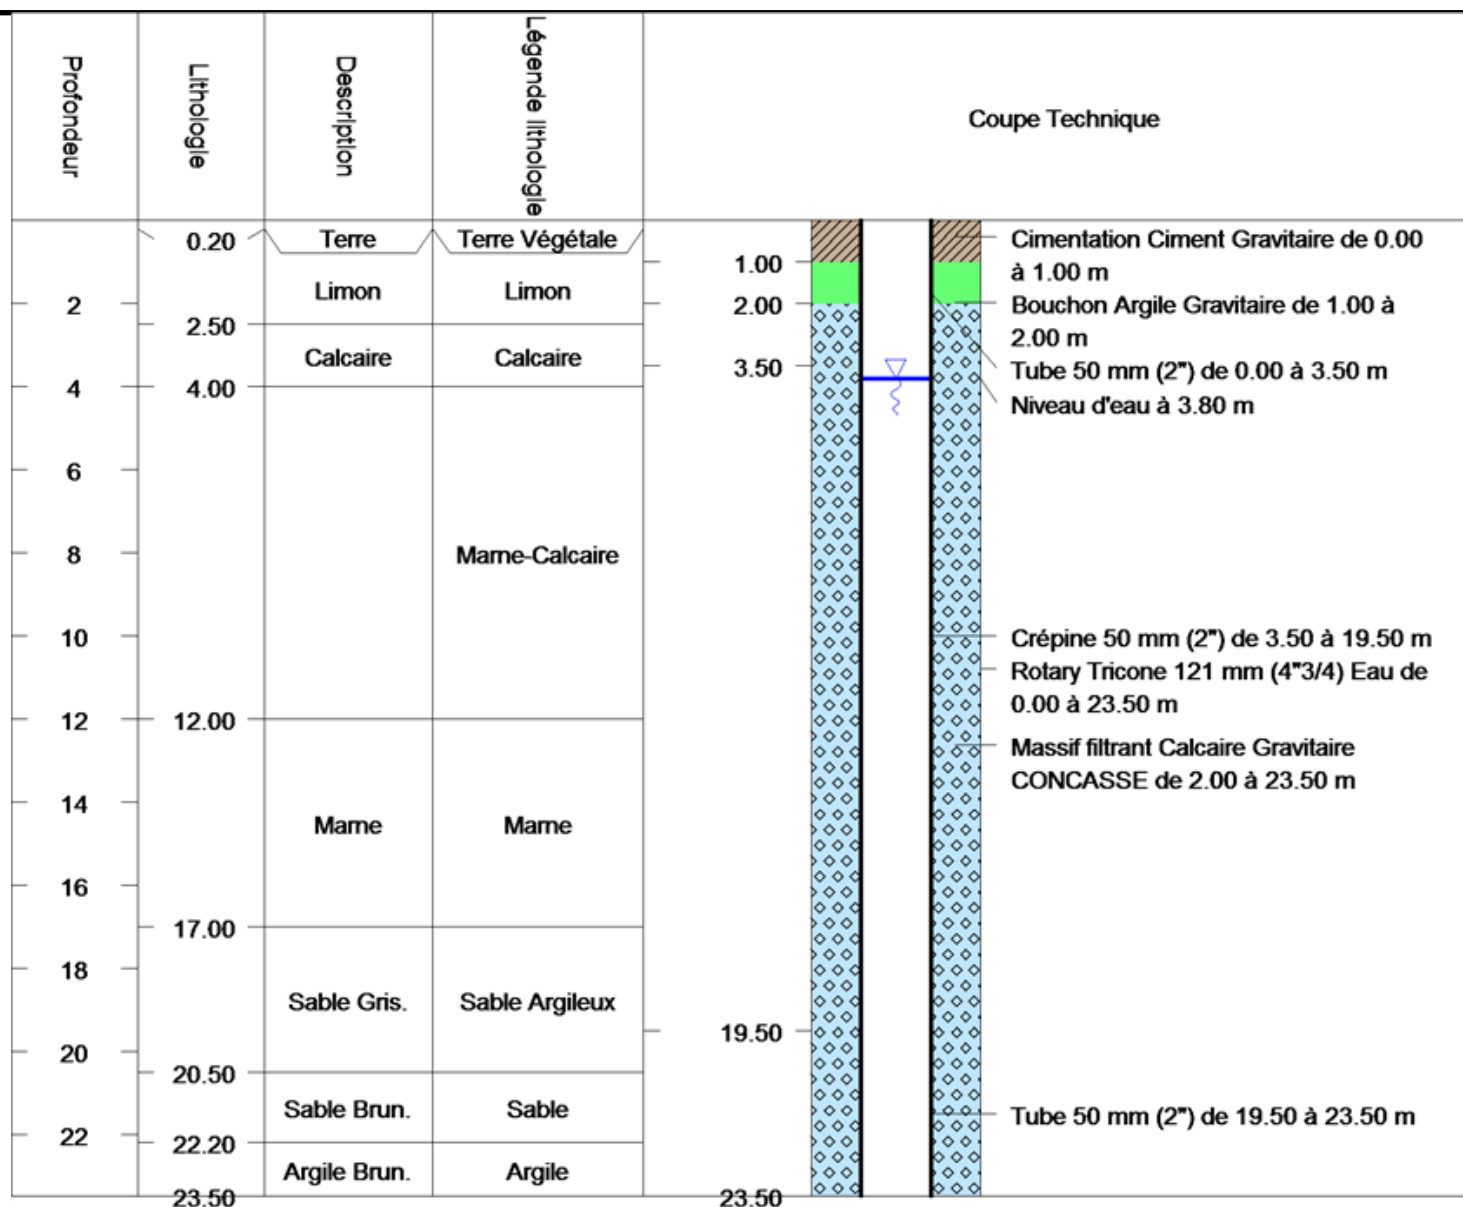 Profondeur
Lithologie
Description
Légende lithologie
Coupe Technique
0.20
Terre
Terre Végétale
Cimentation Ciment Gravitaire de 0.00
à 1.00 m
1.00
Limon
Limon
2
2.00
Bouchon Argile Gravitaire de 1.00 à
2.00 m
2.50
Calcaire
Calcaire
3.50
Tube 50 mm (2") de 0.00 à 3.50 m
4
4.00
Niveau d'eau à 3.80 m
6
8
Marne-Calcaire
10
Crépine 50 mm (2") de 3.50 à 19.50 m
Rotary Tricone 121 mm (4"3/4) Eau de
0.00 à 23.50 m
12
12.00
Massif filtrant Calcaire Gravitaire
CONCASSE de 2.00 à 23.50 m
14
Marne
Marne
16
17.00
18
Sable Gris.
Sable Argileux
19.50
20
20.50
Sable Brun.
Sable
Tube 50 mm (2") de 19.50 à 23.50 m
22
22.20
Argile Brun.
Argile
23.50
23.50